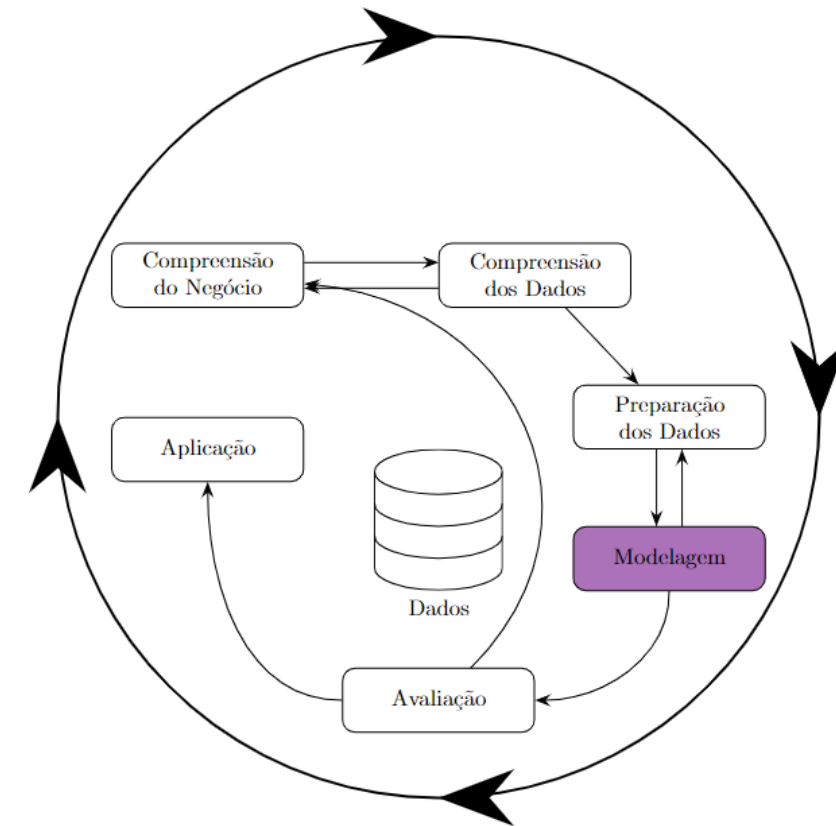 Compreensão
do Negócio
Compreensão
dos Dados
Preparação
dos Dados
Aplicação
Modelagem
Dados
Avaliação